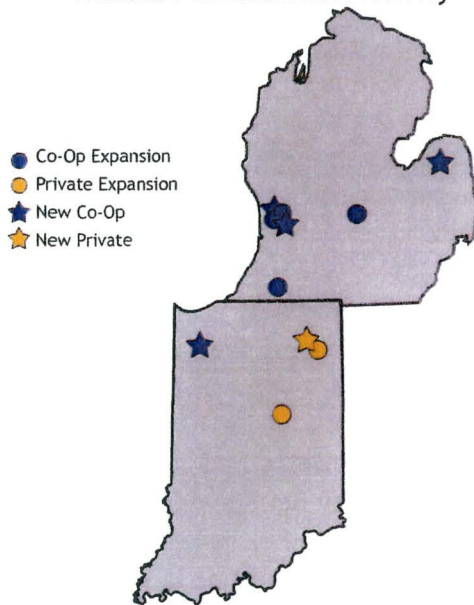 Co-Op Expansion
Private Expansion
New Co-Op
New Private